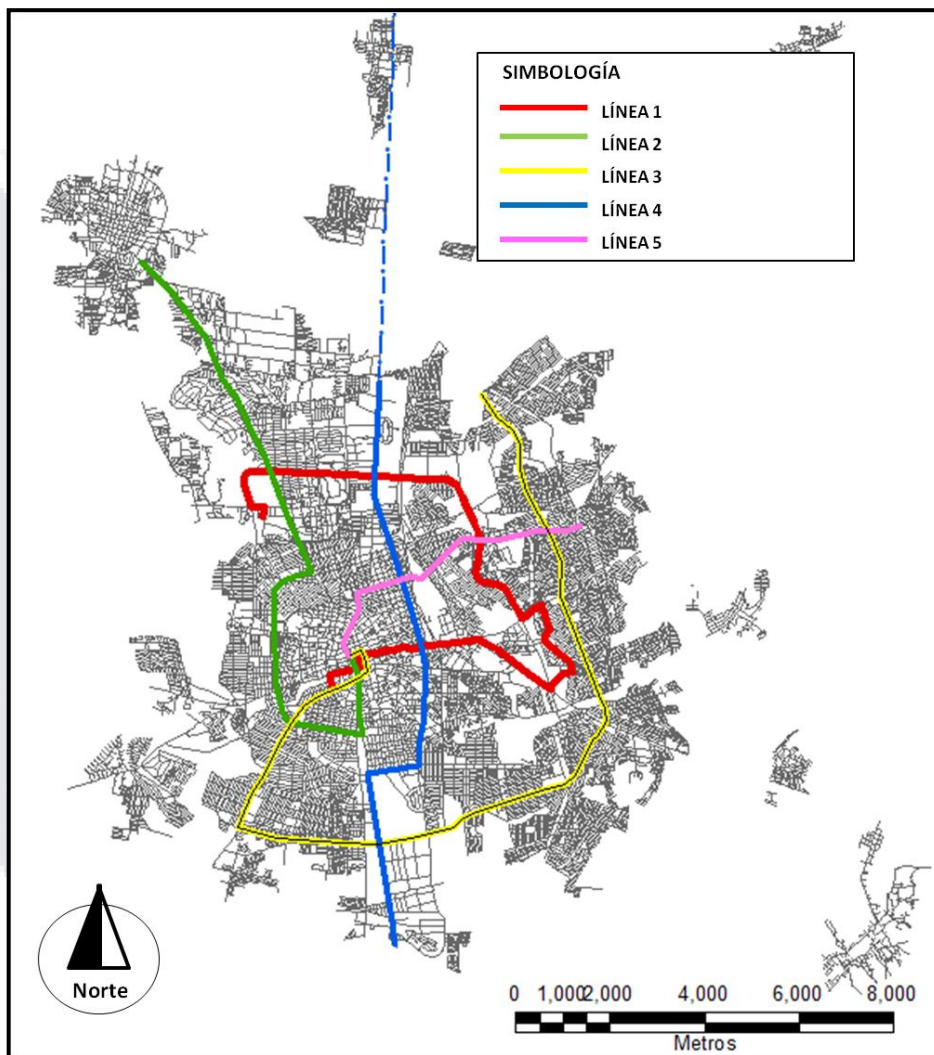 SIMBOLOGÍA
LÍNEA 1
LÍNEA 2
LÍNEA 3
LÍNEA 4
LÍNEA 5
Norte
0 1,000 2,000 4,000 6,000 8,000
Metros